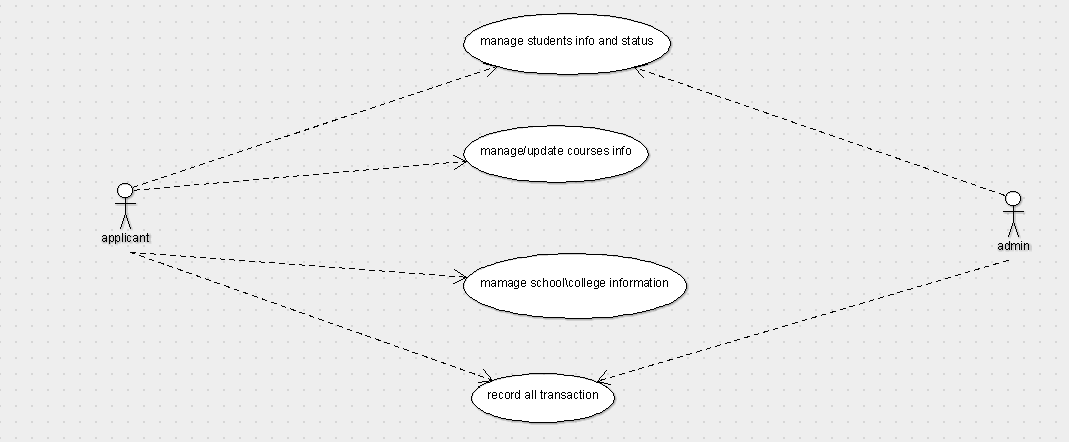 manage students info and status
manage/update courses info
applicant
admin
mamage school\college information
record all transaction